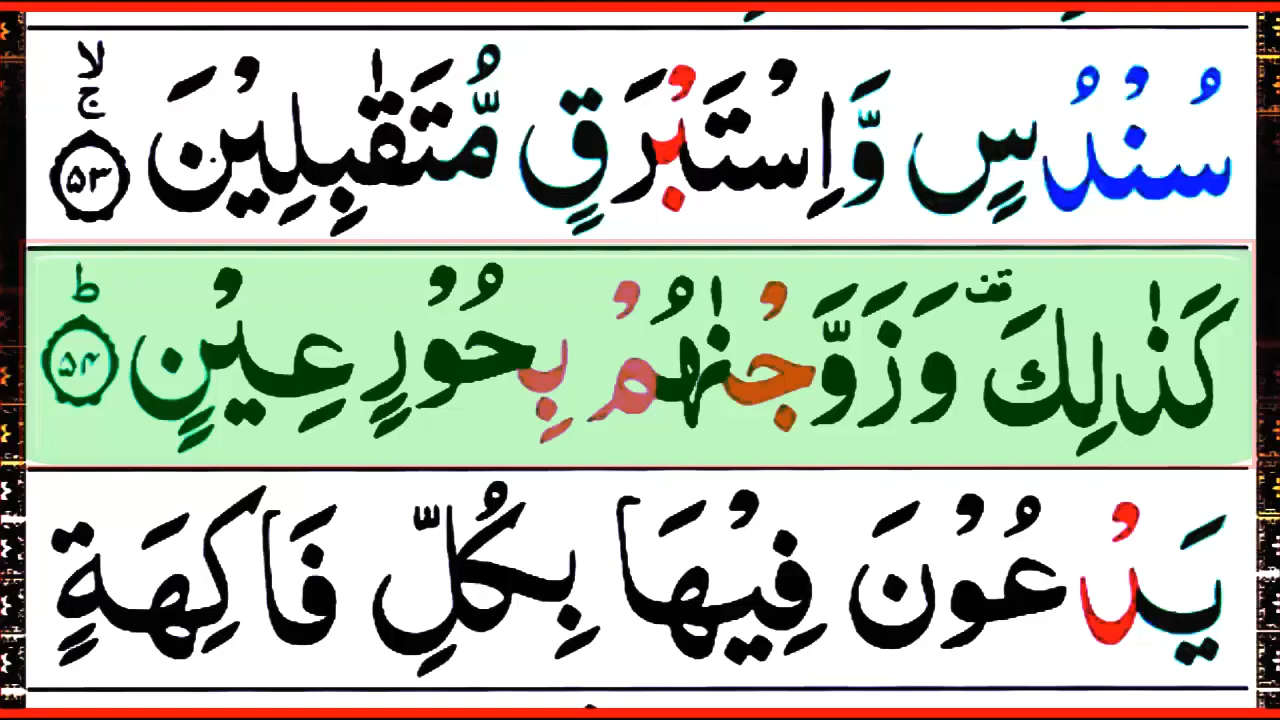 سُنْدُسٍ وَّاِسْتَبْرَقٍ مُّتَقٰبِلِيْنَ ۚۙ ﴿۵۳﴾
كَذٰلِكَ ۫ وَزَوَّجْنٰهُمْ بِحُوْرٍ عِيْنٍ ؕ ﴿۵۴﴾
يَدْعُوْنَ فِيْهَا بِكُلِّ فَاكِهَةٍ